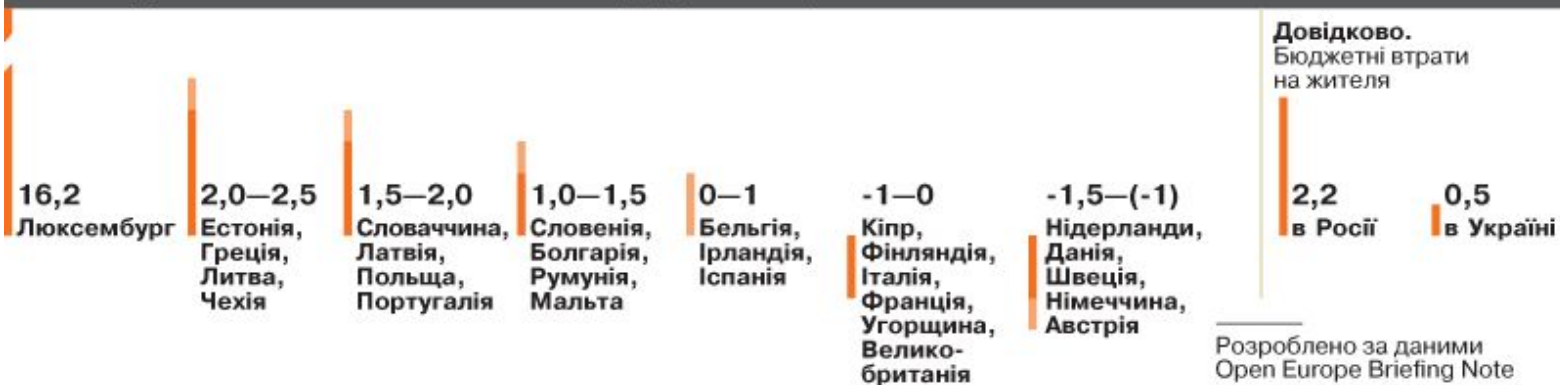 16,2
Люксембург
2,0—2,5
Естонія,
Греція,
Литва,
Чехія
1,5—2,0
Словаччина,
Латвія,
Польща,
Португалія
1,0—1,5
Словенія,
Болгарія,
Румунія,
Мальта
0—1
Бельгія,
Ірландія,
Іспанія
-1—0
Кіпр,
Фінляндія,
Італія,
Франція,
Угорщина,
Велико-
британія
-1,5—(-1)
Нідерланди,
Данія,
Швеція,
Німеччина,
Австрія
Довідково.
Бюджетні втрати
на жителя
2,2
в Росії
0,5
в Україні
Розроблено за даними
Open Europe Briefing Note